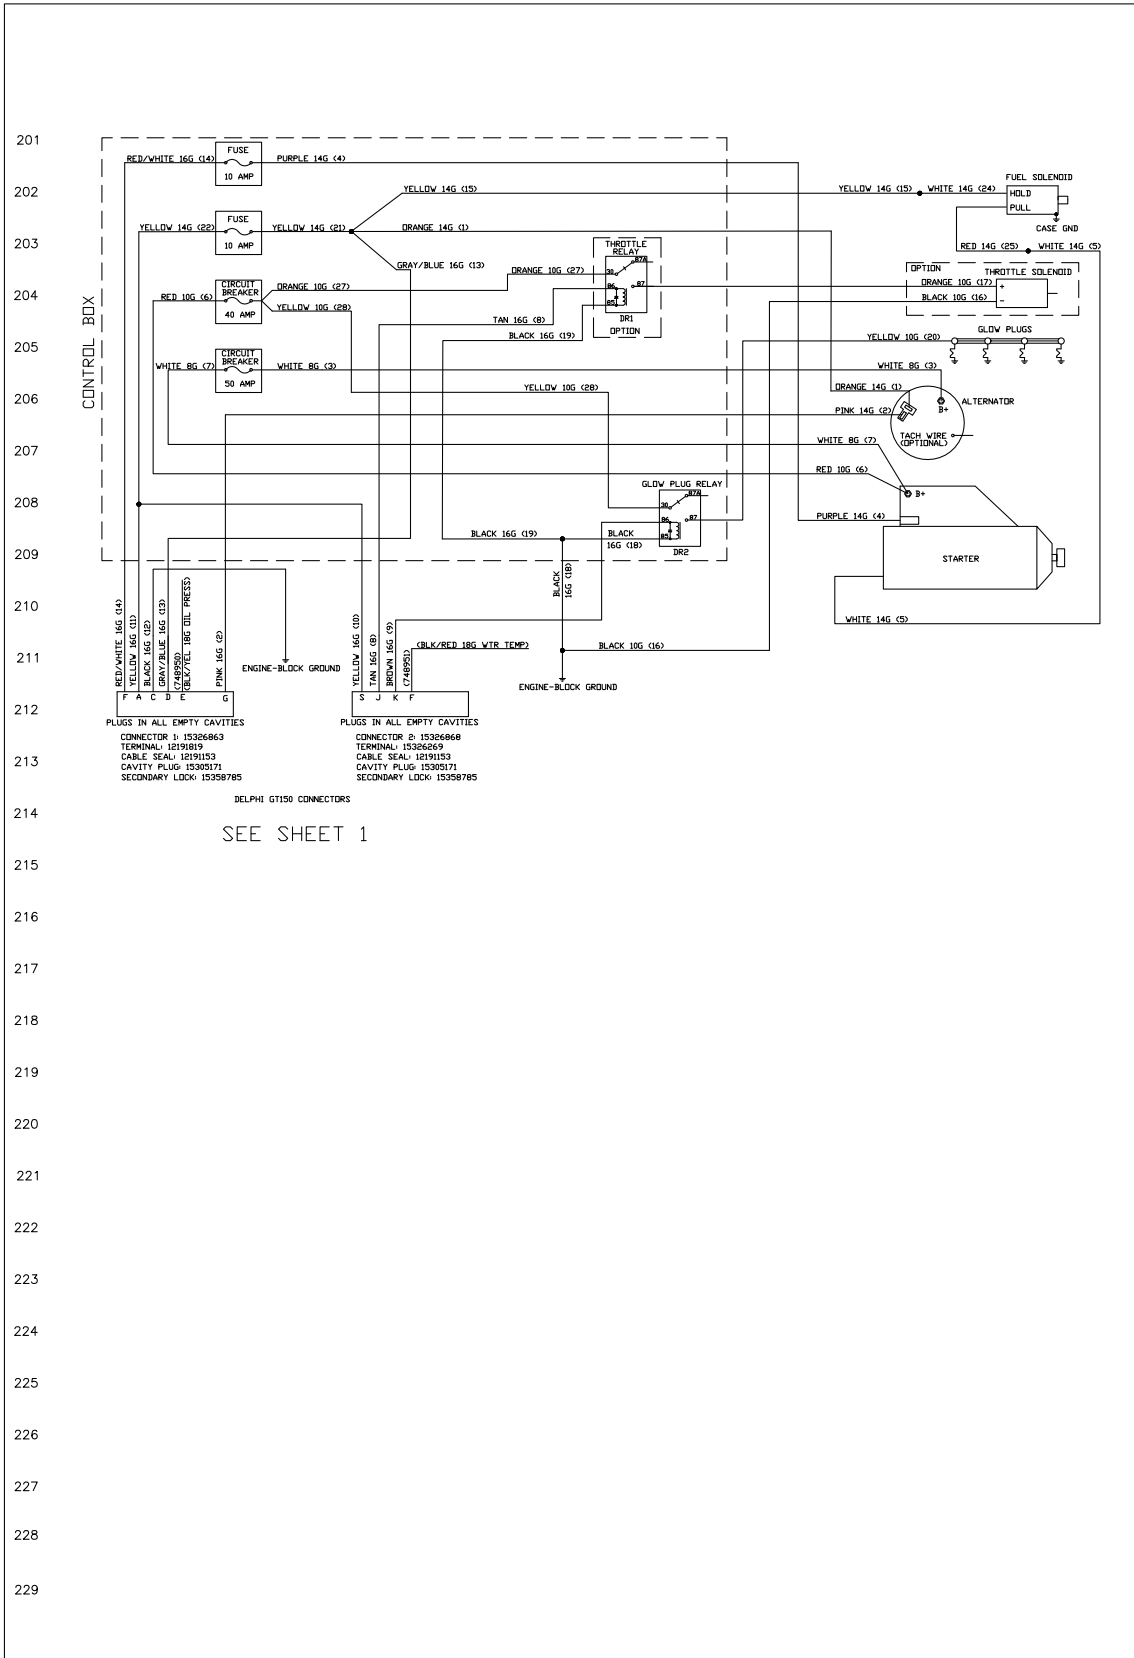 201
FUSE
RED/WHITE 16G (14)
PURPLE 14G (4)
10 AMP
FUEL SOLENOID
202
YELLOW 14G (15)
YELLOW 14G (15)
WHITE 14G (24)
HOLD
PULL
FUSE
YELLOW 14G (22)
YELLOW 14G (21)
ORANGE 14G (1)
CASE GND
203
10 AMP
THROTTLE
RELAY
RED 14G (25)
WHITE 14G (5)
GRAY/BLUE 16G (13)
87A
OPTION
THROTTLE SOLENOID
ORANGE 10G (27)
30
CIRCUIT
BREAKER
ORANGE 10G (27)
86
87
ORANGE 10G (17)
+
204
RED 10G (6)
85
BLACK 10G (16)
-
YELLOW 10G (28)
40 AMP
TAN 16G (8)
DR1
CONTROL BOX
BLACK 16G (19)
OPTION
GLOW PLUGS
YELLOW 10G (20)
205
CIRCUIT
BREAKER
WHITE 8G (7)
WHITE 8G (3)
WHITE 8G (3)
50 AMP
YELLOW 10G (28)
ORANGE 14G (1)
206
ALTERNATOR
PINK 14G (2)
B+
TACH WIRE
(OPTIONAL)
WHITE 8G (7)
207
RED 10G (6)
GLOW PLUG RELAY
87A
B+
208
30
86
87
PURPLE 14G (4)
BLACK 16G (19)
BLACK
16G (18)
85
DR2
209
STARTER
BLACK
16G (18)
210
RED/WHITE 16G (14)
YELLOW 16G (11)
BLACK 16G (12)
GRAY/BLUE 16G (13)
(748950)
(BLK/YEL 18G OIL PRESS)
PINK 16G (2)
YELLOW 16G (10)
TAN 16G (8)
BROWN 16G (9)
(748951)
WHITE 14G (5)
(BLK/RED 18G WTR TEMP)
BLACK 10G (16)
211
ENGINE-BLOCK GROUND
ENGINE-BLOCK GROUND
F A C D E G
S J K F
212
PLUGS IN ALL EMPTY CAVITIES
PLUGS IN ALL EMPTY CAVITIES
CONNECTOR 1: 15326863
TERMINAL: 12191819
CABLE SEAL: 12191153
CAVITY PLUG: 15305171
SECONDARY LOCK: 15358785
CONNECTOR 2: 15326868
TERMINAL: 15326269
CABLE SEAL: 12191153
CAVITY PLUG: 15305171
SECONDARY LOCK: 15358785
213
DELPHI GT150 CONNECTORS
214
SEE SHEET 1
215
216
217
218
219
220
221
222
223
224
225
226
227
228
229